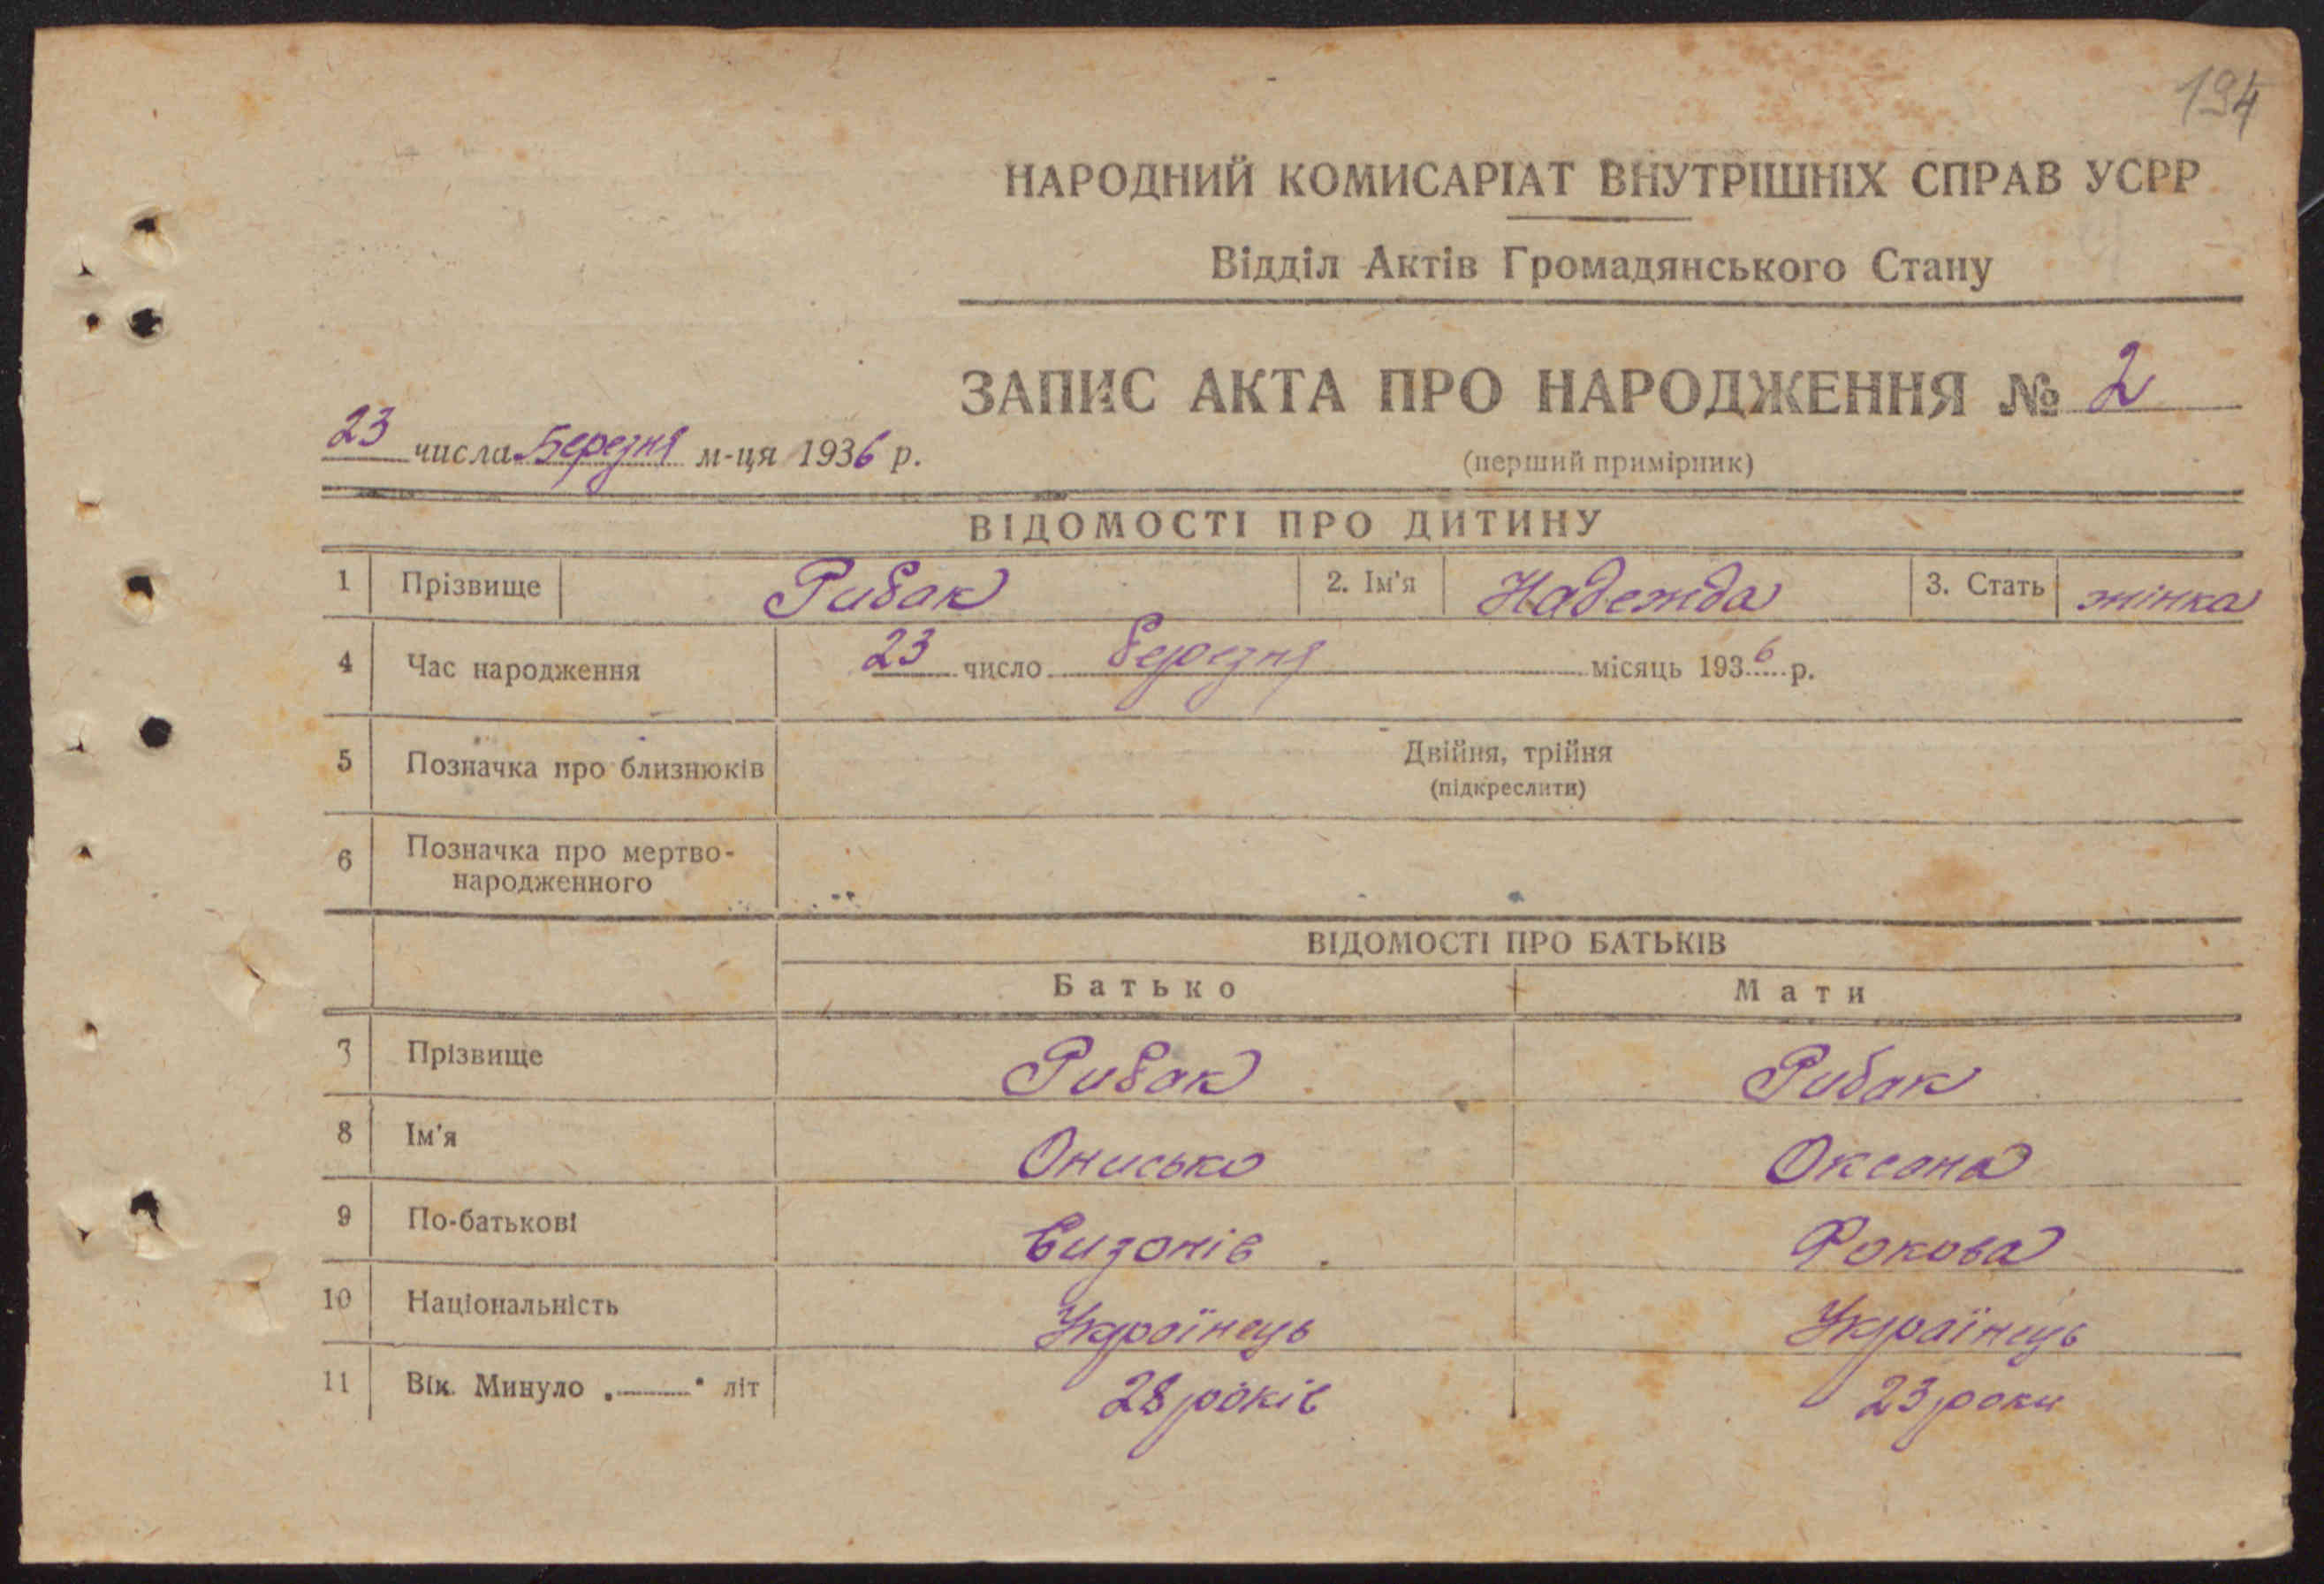 194
НАРОДНИЙ КОМИСАРІАТ ВНУТРІШНІХ СПРАВ УСРР
Відділ Актів Громадянського Стану
ЗАПИС АКТА ПРО НАРОДЖЕННЯ № 2
23 числа Березня м-ця 1936 р.
(перший примірник)
ВІДОМОСТІ ПРО ДИТИНУ
1 Прізвище Рибак 2. Ім'я Надежда 3. Стать жінка
4 Час народження 23 число березня місяць 1936 р.
5 Позначка про близнюків Двійня, трійня
(підкреслити)
6 Позначка про мертво-
народженного
ВІДОМОСТІ ПРО БАТЬКІВ
Батько Мати
7 Прізвище Рибак Рибак
8 Ім'я Онисько Оксана
9 По-батькові Фокова
10 Національність Українець Українець
11 Вік. Минуло „——" літ 28 років 23 роки